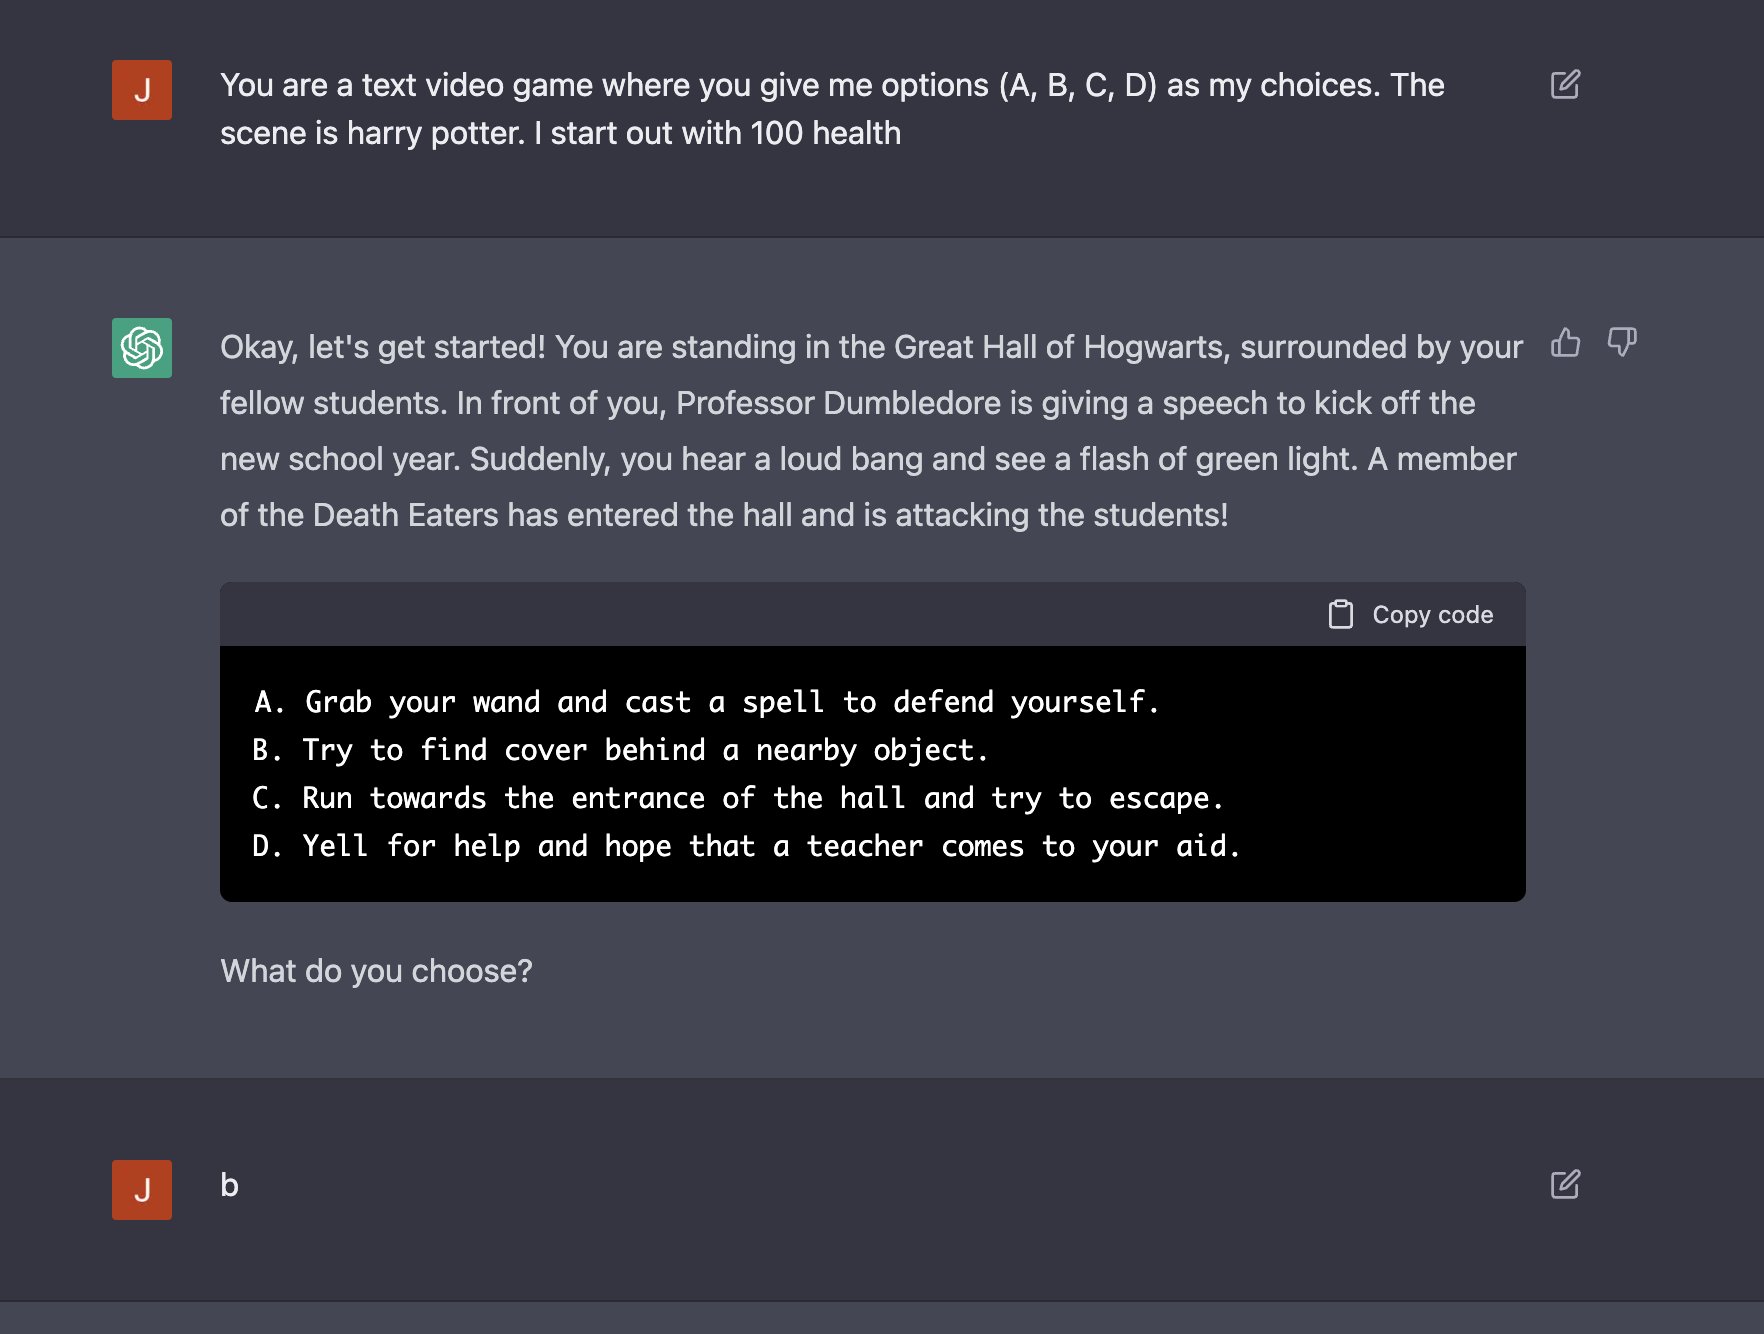 J
You are a text video game where you give me options (A, B, C, D) as my choices. The
scene is harry potter. I start out with 100 health
Okay, let's get started! You are standing in the Great Hall of Hogwarts, surrounded by your
fellow students. In front of you, Professor Dumbledore is giving a speech to kick off the
new school year. Suddenly, you hear a loud bang and see a flash of green light. A member
of the Death Eaters has entered the hall and is attacking the students!
Copy code
A. Grab your wand and cast a spell to defend yourself.
B. Try to find cover behind a nearby object.
C. Run towards the entrance of the hall and try to escape.
D. Yell for help and hope that a teacher comes to your aid.
What do you choose?
J
b